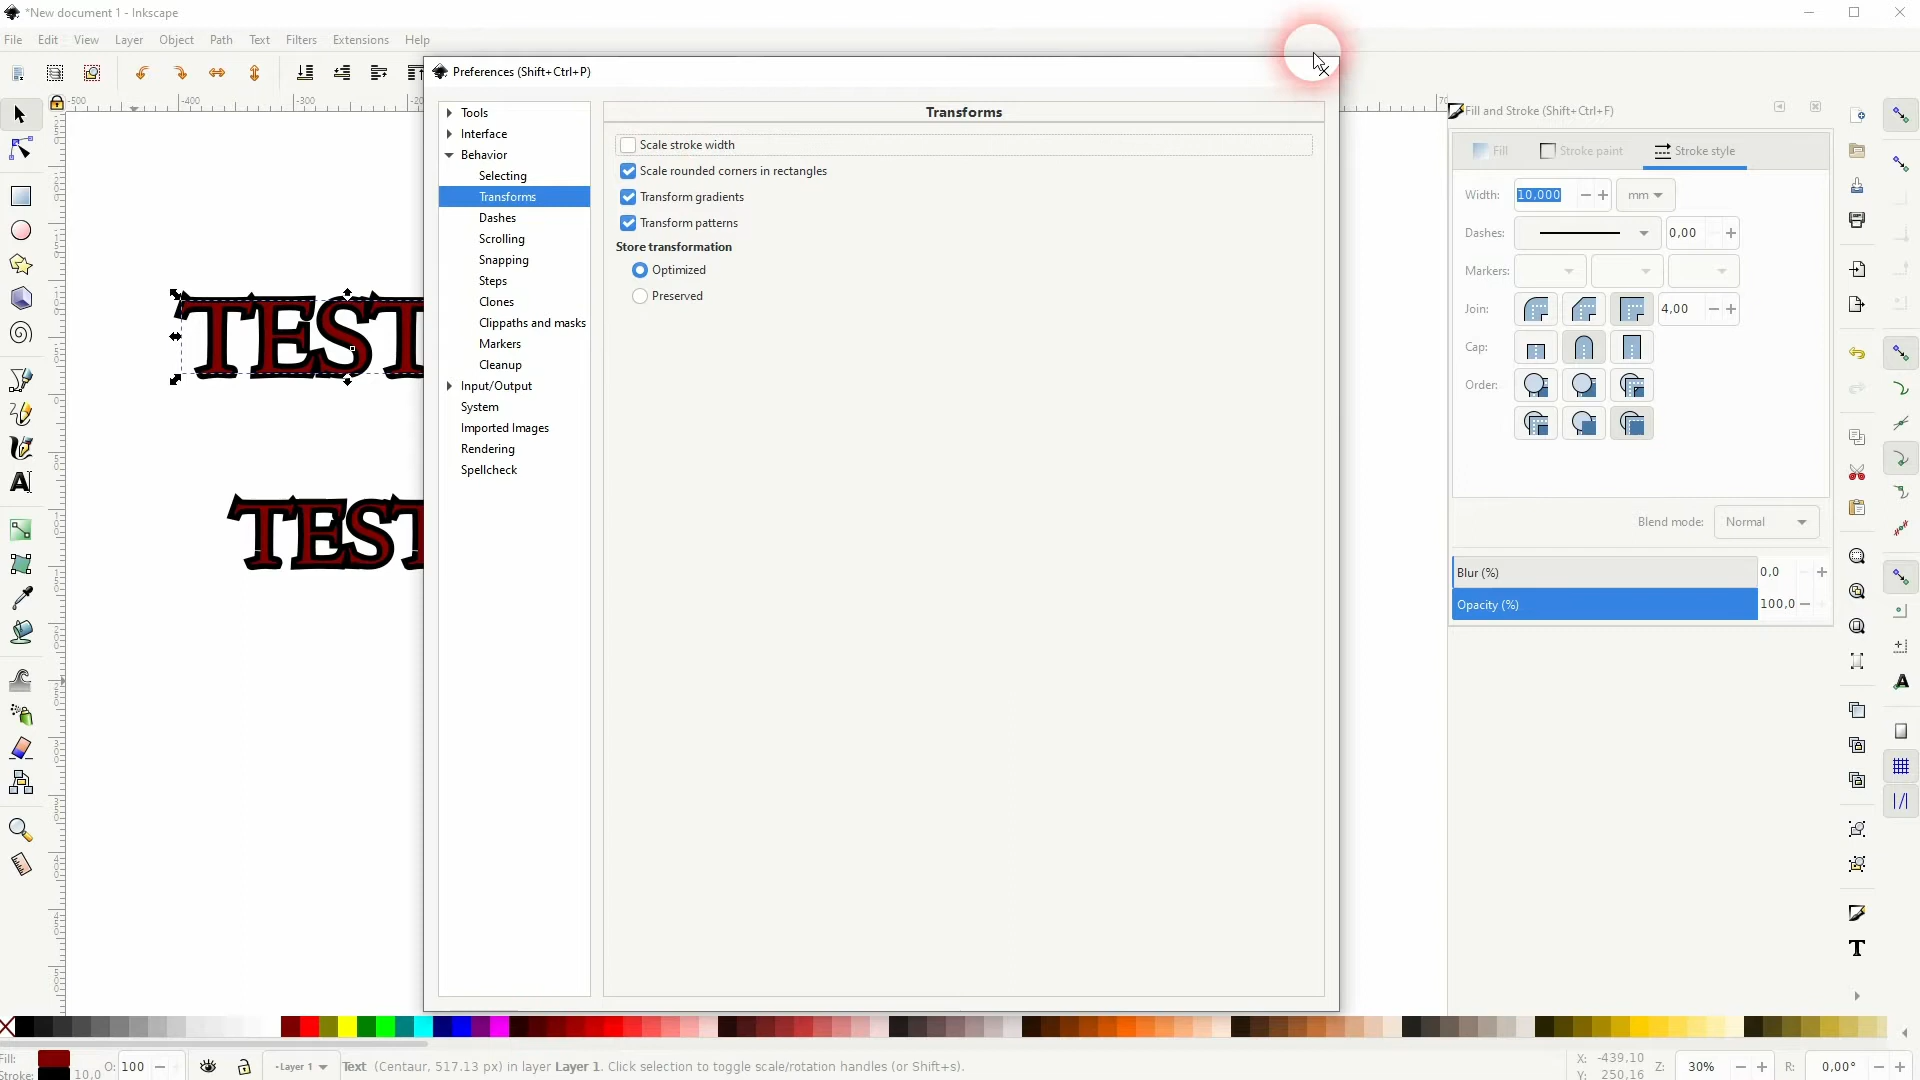 *New document 1 - Inkscape
File Edit View Layer Object Path Text Filters Extensions Help
Preferences (Shift+Ctrl+P)
Tools
Interface
Behavior
Selecting
Transforms
Dashes
Scrolling
Snapping
Steps
Clones
Clippaths and masks
Markers
Cleanup
Input/Output
System
Imported Images
Rendering
Spellcheck
Transforms
Scale stroke width
Scale rounded corners in rectangles
Transform gradients
Transform patterns
Store transformation
Optimized
Preserved
-500 -400 -300
TEST
TEST
Fill and Stroke (Shift+Ctrl+F)
Fill Stroke paint Stroke style
Width: 10,000 mm
Dashes: 0,00
Markers:
Join: 4,00
Cap:
Order:
Blend mode: Normal
Blur (%) 0,0
Opacity (%) 100,0
Fill: O: 100 -Layer 1 Text (Centaur, 517.13 px) in layer Layer 1. Click selection to toggle scale/rotation handles (or Shift+s).
Stroke: 10,0
X: -439,10
Y: 250,16
Z: 30% R: 0,00°